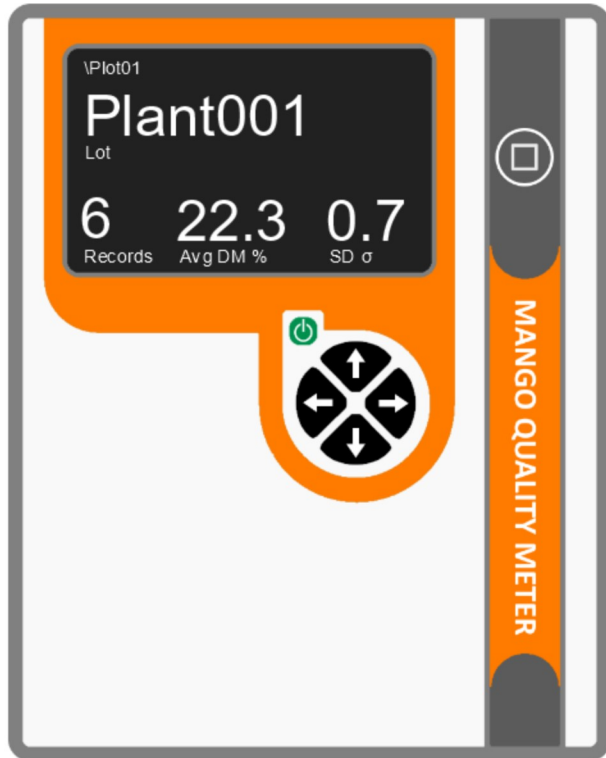 \Plot01
Plant001
Lot
6 22.3 0.7
Records Avg DM % SD σ
MANGO QUALITY METER